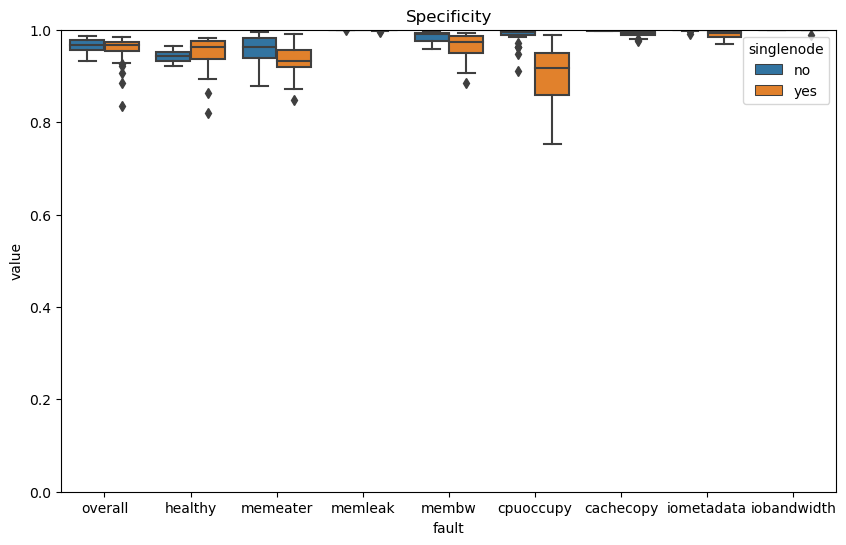 Specificity
1.0
0.8
0.6
0.4
0.2
0.0
value
singlenode
no
yes
overall healthy memeater memleak membw cpuoccupy cachecopy iometadata iobandwidth
fault